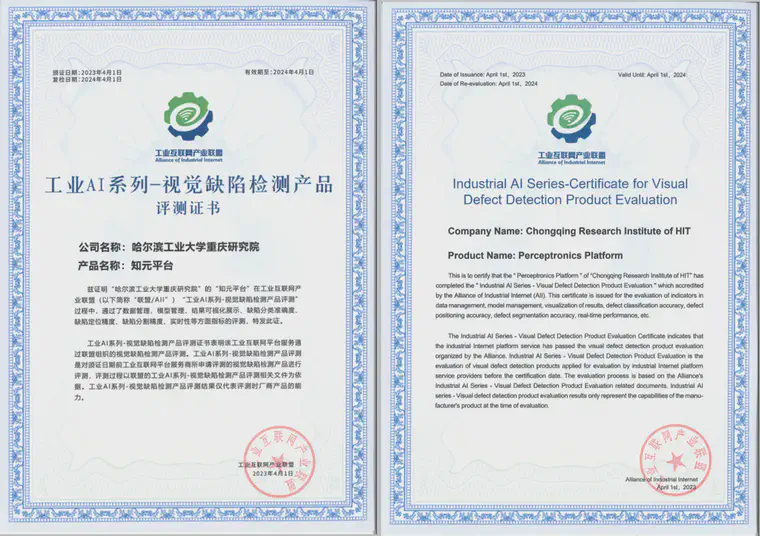 颁证日期:2023年4月1日
有效期至:2024年4月1日
复检日期:2024年4月1日
工业互联网产业联盟
Alliance of Industrial Internet
工业AI系列-视觉缺陷检测产品
评测证书
公司名称: 哈尔滨工业大学重庆研究院
产品名称: 知元平台
兹证明“哈尔滨工业大学重庆研究院”的“知元平台”在工业互联网产
业联盟(以下简称“联盟/AII”)“工业AI系列-视觉缺陷检测产品评测”
过程中,通过了数据管理、模型管理、结果可视化展示、缺陷分类准确度、
缺陷定位精度、缺陷分割精度、实时性等方面指标的评测,特发此证。
工业AI系列-视觉缺陷检测产品评测证书表明该工业互联网平台服务通
过联盟组织的视觉缺陷检测产品评测。工业AI系列-视觉缺陷检测产品评测
是对颁证日期前工业互联网平台服务商所申请评测的视觉缺陷检测产品进行
评测,评测过程以联盟的工业AI系列-视觉缺陷检测产品评测相关文件为依
据。工业AI系列-视觉缺陷检测产品评测结果仅代表评测时厂商产品的能
力。
工业互联网产业联盟
2023年4月1日
工业互联网产业联盟
Date of Issuance: April 1st, 2023
Valid Until: April 1st, 2024
Date of Re-evaluation: April 1st, 2024
工业互联网产业联盟
Alliance of Industrial Internet
Industrial AI Series-Certificate for Visual
Defect Detection Product Evaluation
Company Name: Chongqing Research Institute of HIT
Product Name: Perceptronics Platform
This is to certify that the " Perceptronics Platform " of "Chongqing Research Institute of HIT" has
completed the " Industrial AI Series - Visual Defect Detection Product Evaluation " which accredited
by the Alliance of Industrial Internet (AII). This certificate is issued for the evaluation of indicators in
data management, model management, visualization of results, defect classification accuracy, defect
positioning accuracy, defect segmentation accuracy, real-time performance, etc.
The Industrial AI Series - Visual Defect Detection Product Evaluation Certificate indicates that
the industrial Internet platform service has passed the visual defect detection product evaluation
organized by the Alliance. Industrial AI Series - Visual Defect Detection Product Evaluation is the
evaluation of visual defect detection products applied for evaluation by industrial Internet platform
service providers before the certification date. The evaluation process is based on the Alliance's
Industrial AI Series - Visual Defect Detection Product Evaluation related documents. Industrial AI
series - Visual defect detection product evaluation results only represent the capabilities of the manu-
facturer's product at the time of evaluation.
Alliance of Industrial Internet
April 1st, 2023
工业互联网产业联盟